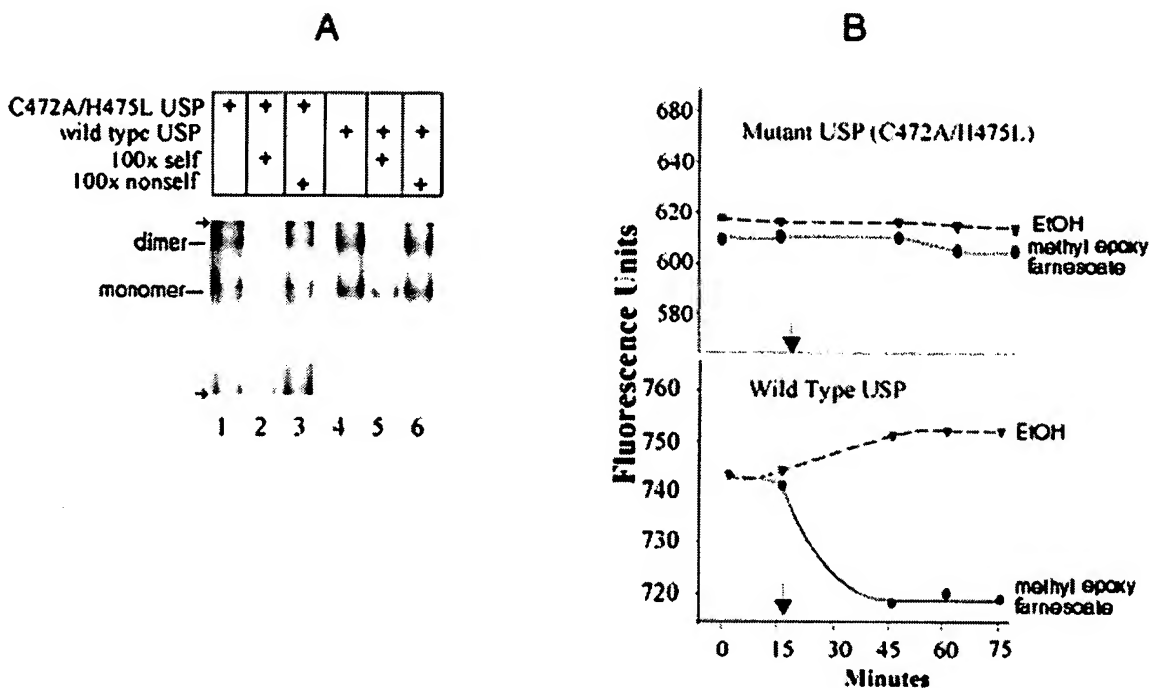 A
C472A/H475L USP + + +
wild type USP + + +
100x self + +
100x nonself + +
dimer
monomer
1 2 3 4 5 6
B
Fluorescence Units
680
640
620
600
580
Mutant USP (C472A/H475L)
EtOH
methyl epoxy
farnesoate
760
750
740
730
720
Wild Type USP
EtOH
methyl epoxy
farnesoate
0 15 30 45 60 75
Minutes